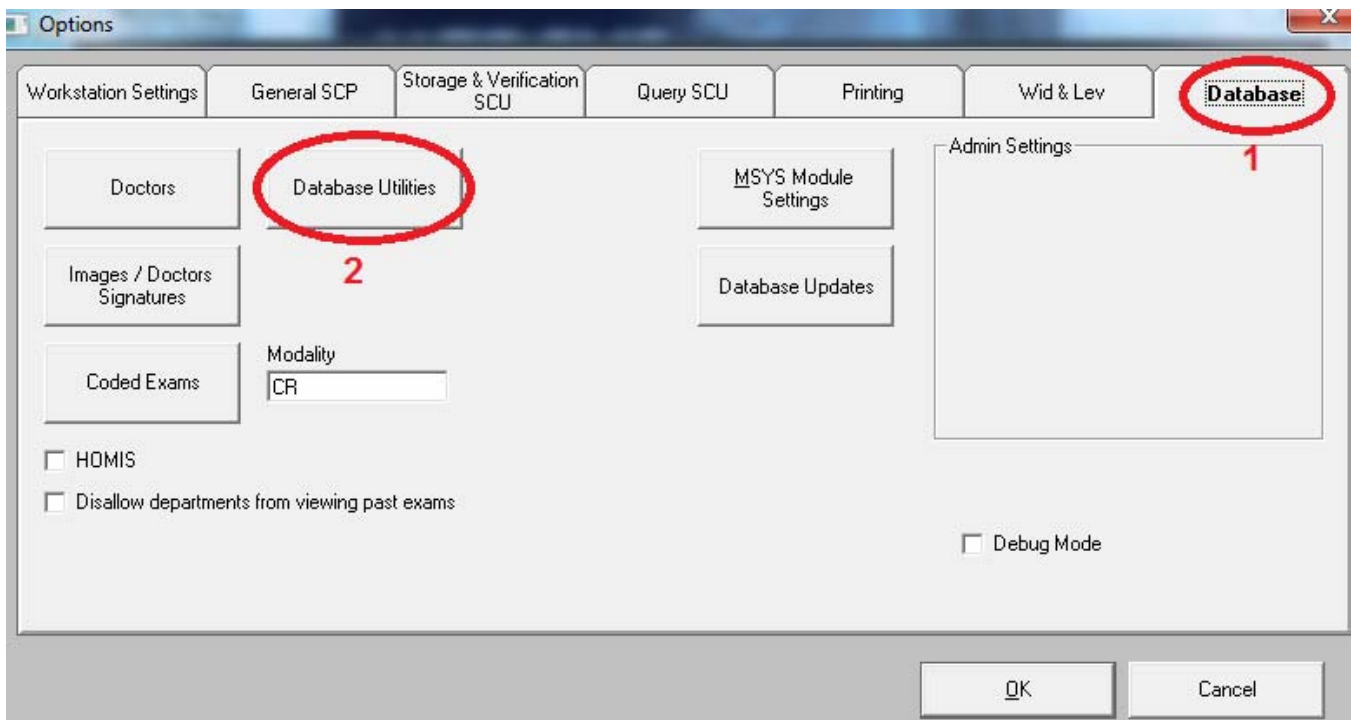 Options
Workstation Settings
General SCP
Storage & Verification
SCU
Query SCU
Printing
Wid & Lev
Database
1
Doctors
Database Utilities
2
MSYS Module
Settings
Admin Settings
Images / Doctors
Signatures
Database Updates
Coded Exams
Modality
CR
HOMIS
Disallow departments from viewing past exams
Debug Mode
OK
Cancel